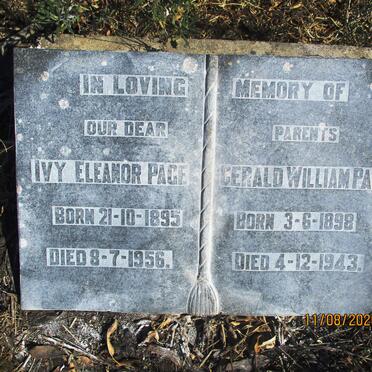 IN LOVING MEMORY OF
OUR DEAR PARENTS
IVY ELEANOR PAGE
BORN 21-10-1895
DIED 8-7-1956.
GERALD WILLIAM PA
BORN 3-6-1898
DIED 4-12-1943.
11/08/202